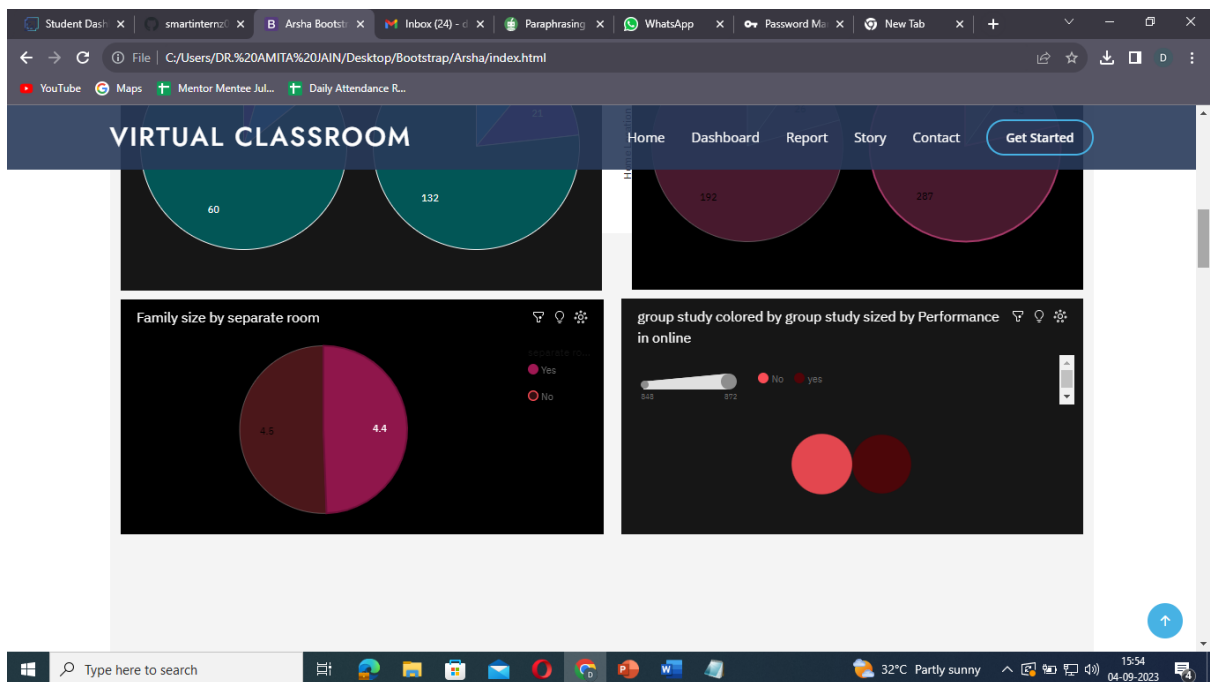 Student Dash
smartinternz0
B Arsha Bootstr
Inbox (24) - d
Paraphrasing
WhatsApp
Password Ma
New Tab
File C:/Users/DR.%20AMITA%20JAIN/Desktop/Bootstrap/Arsha/index.html
D
YouTube
Maps
Mentor Mentee Jul...
Daily Attendance R...
VIRTUAL CLASSROOM
Home Dashboard Report Story Contact Get Started
21
60
132
192
287
Family size by separate room
separate ro...
Yes
No
4.5
4.4
group study colored by group study sized by Performance
in online
848 872
No yes
Type here to search
32°C Partly sunny
15:54
04-09-2023
4